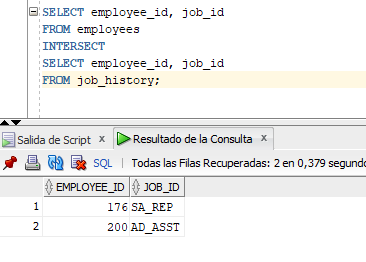 SELECT employee_id, job_id
FROM employees
INTERSECT
SELECT employee_id, job_id
FROM job_history;
Salida de Script x Resultado de la Consulta x
SQL | Todas las Filas Recuperadas: 2 en 0,379 segundo
EMPLOYEE_ID JOB_ID
1 176 SA_REP
2 200 AD_ASST